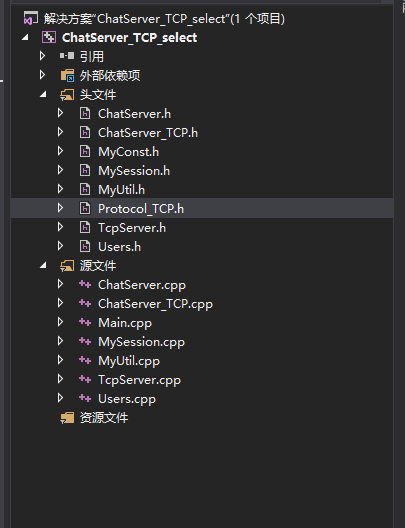 解决方案“ChatServer_TCP_select”(1 个项目)
ChatServer_TCP_select
引用
外部依赖项
头文件
ChatServer.h
ChatServer_TCP.h
MyConst.h
MySession.h
MyUtil.h
Protocol_TCP.h
TcpServer.h
Users.h
源文件
ChatServer.cpp
ChatServer_TCP.cpp
Main.cpp
MySession.cpp
MyUtil.cpp
TcpServer.cpp
Users.cpp
资源文件